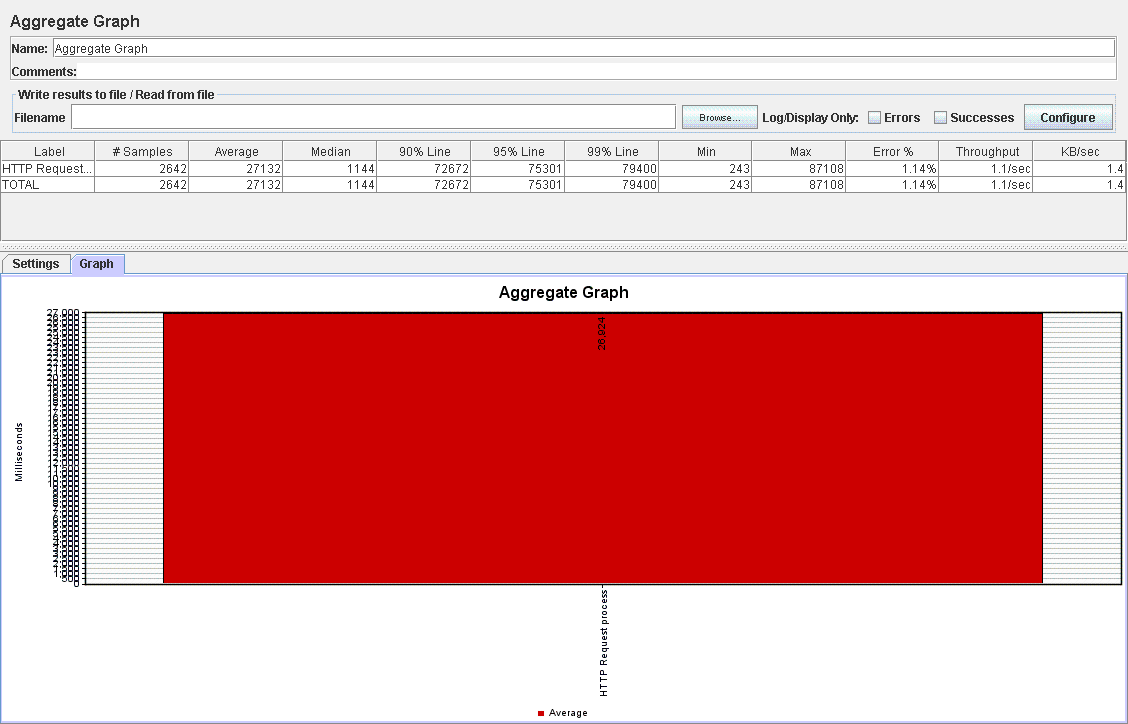 Aggregate Graph
Name: Aggregate Graph
Comments:
Write results to file / Read from file
Filename Browse... Log/Display Only: Errors Successes Configure
Label # Samples Average Median 90% Line 95% Line 99% Line Min Max Error % Throughput KB/sec
HTTP Request... 2642 27132 1144 72672 75301 79400 243 87108 1.14% 1.1/sec 1.4
TOTAL 2642 27132 1144 72672 75301 79400 243 87108 1.14% 1.1/sec 1.4
Settings Graph
Aggregate Graph
27,000
26,924
Milliseconds
0
HTTP Request process
Average